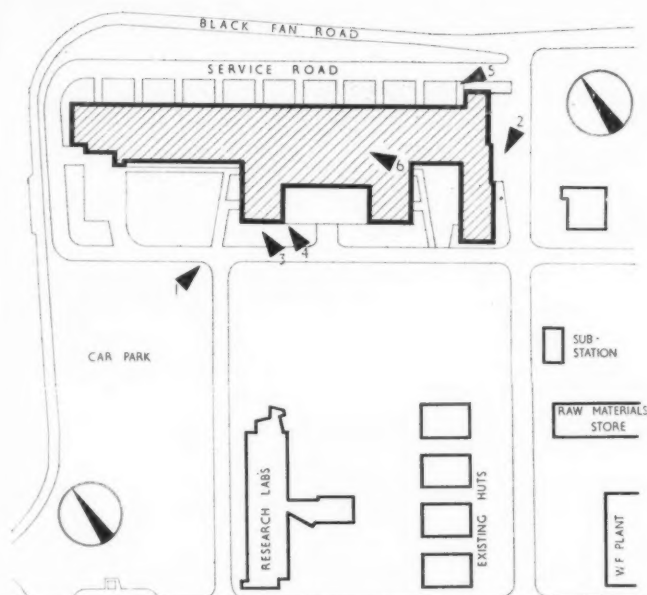 BLACK FAN ROAD
SERVICE ROAD
5
2
6
3
4
1
CAR PARK
SUB-
STATION
RAW MATERIALS
STORE
RESEARCH LABS
EXISTING HUTS
V/F PLANT